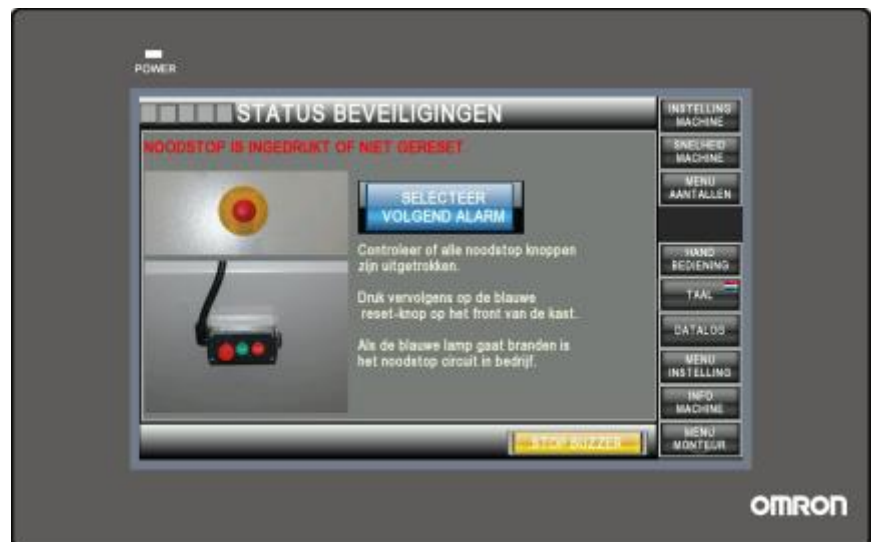 POWER
STATUS BEVEILIGINGEN
NOODSTOP IS INGEDRUKT OF NIET GERESET.
SELECTEER
VOLGEND ALARM
Controleer of alle noodstop knoppen
zijn uitgetrokken.
Druk vervolgens op de blauwe
reset-knop op het front van de kast.
Als de blauwe lamp gaat branden is
het noodstop circuit in bedrijf.
STOP BUZZER
INSTELLING
MACHINE
SNELHEID
MACHINE
MENU
AANTALLEN
HAND
BEDIENING
TAAL
DATALOG
MENU
INSTELLING
INFO
MACHINE
MENU
MONTEUR
OMRON